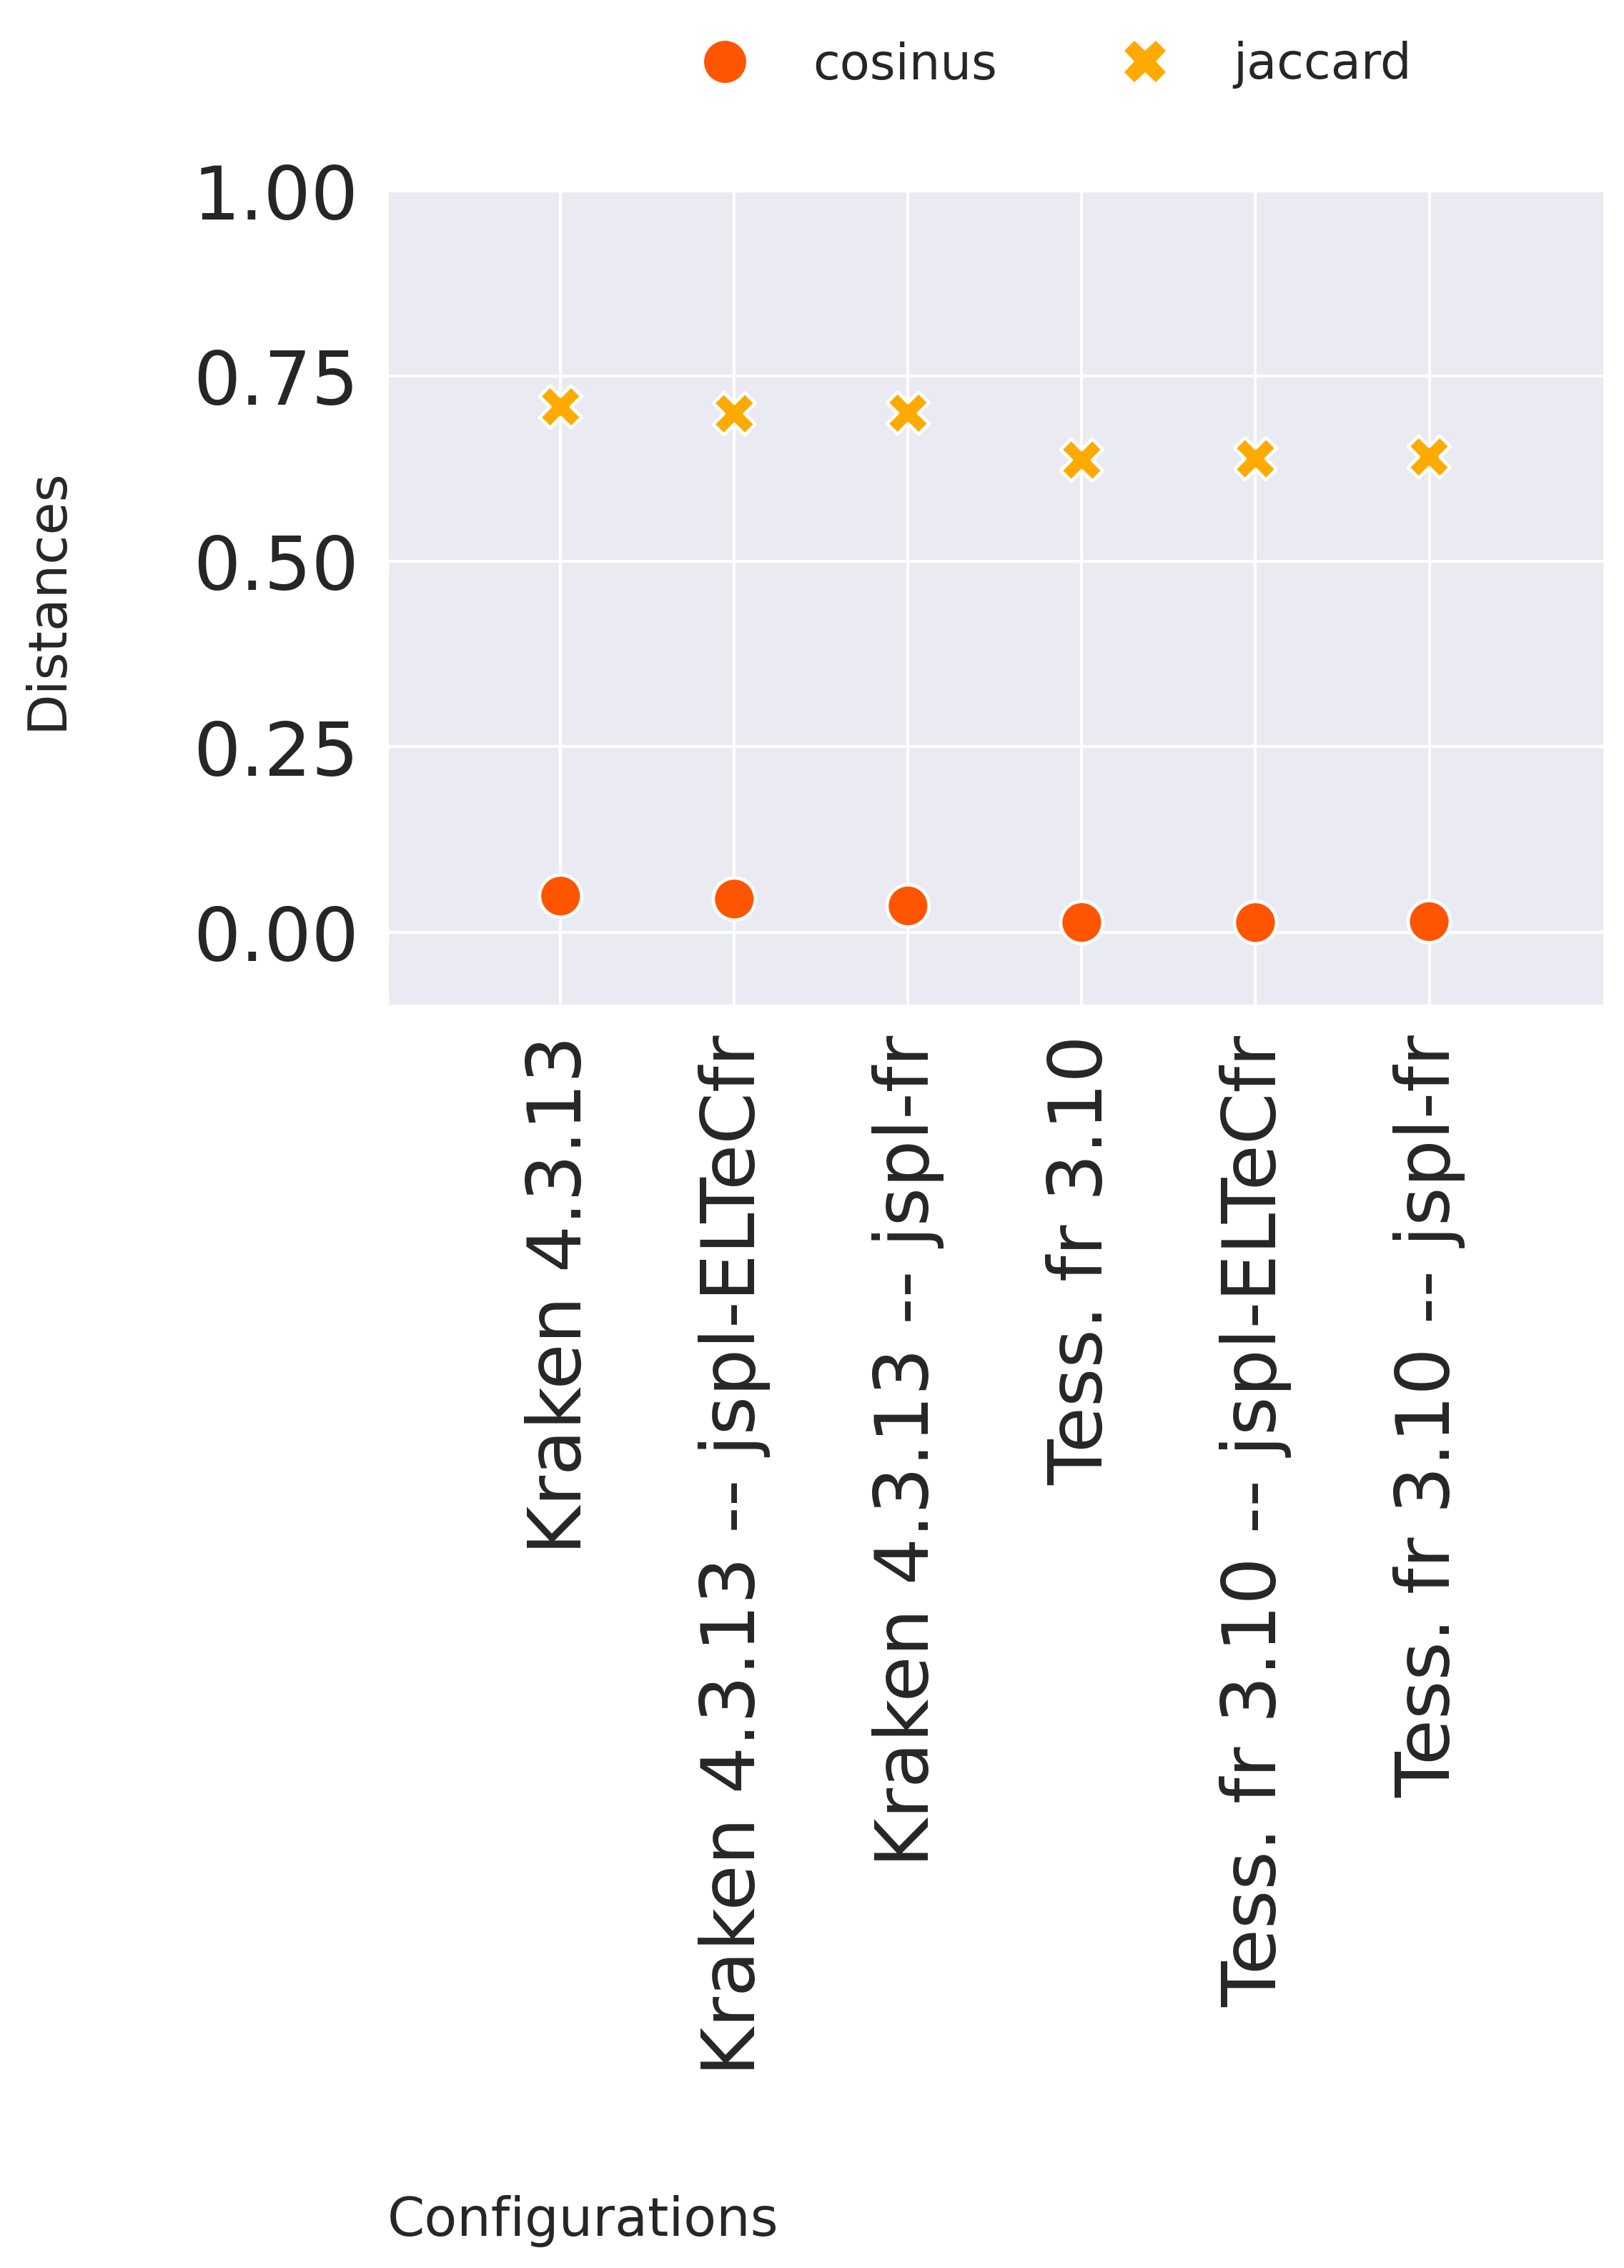 cosinus jaccard
1.00
0.75
0.50
0.25
0.00
Distances
Kraken 4.3.13
Kraken 4.3.13 -- jspl-ELTeCfr
Kraken 4.3.13 -- jspl-fr
Tess. fr 3.10
Tess. fr 3.10 -- jspl-ELTeCfr
Tess. fr 3.10 -- jspl-fr
Configurations